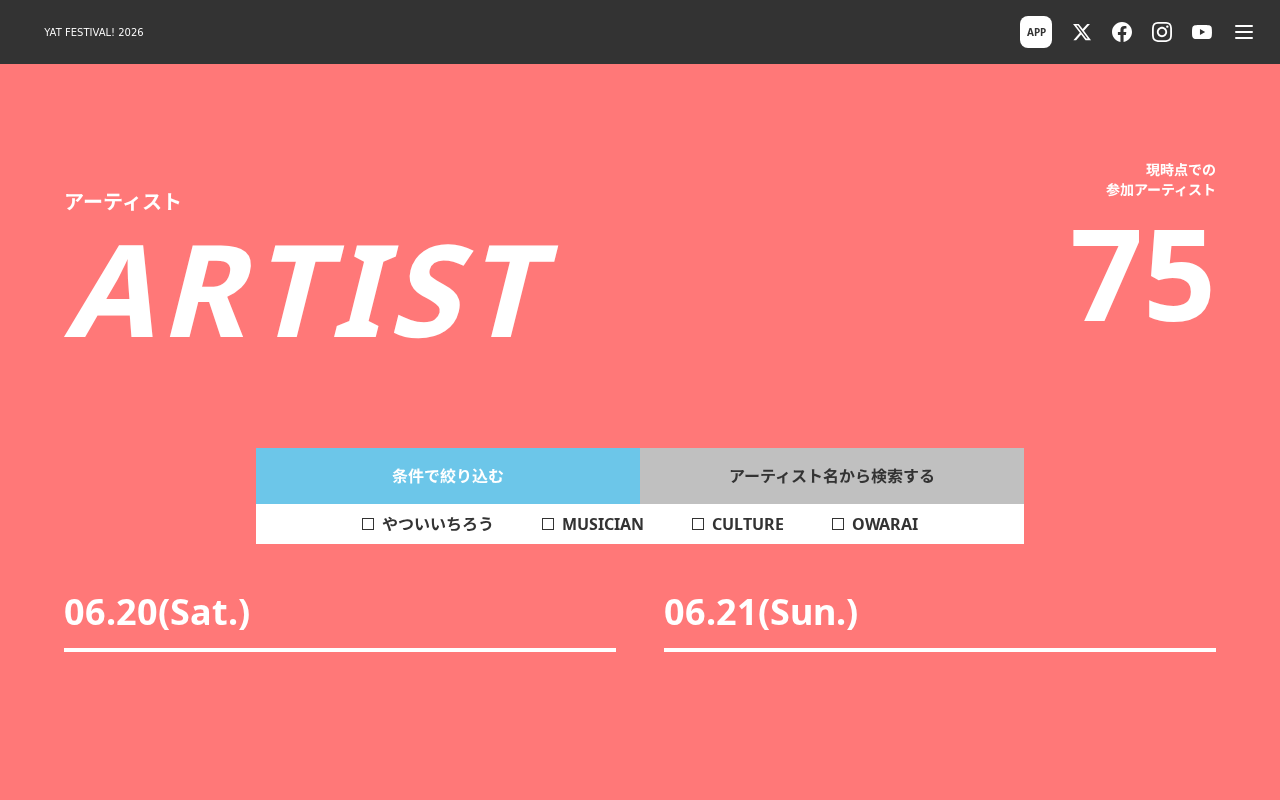 YAT FESTIVAL! 2026
APP
アーティスト
ARTIST
現時点での
参加アーティスト
75
条件で絞り込む
アーティスト名から検索する
やついいちろう
MUSICIAN
CULTURE
OWARAI
06.20(Sat.)
06.21(Sun.)